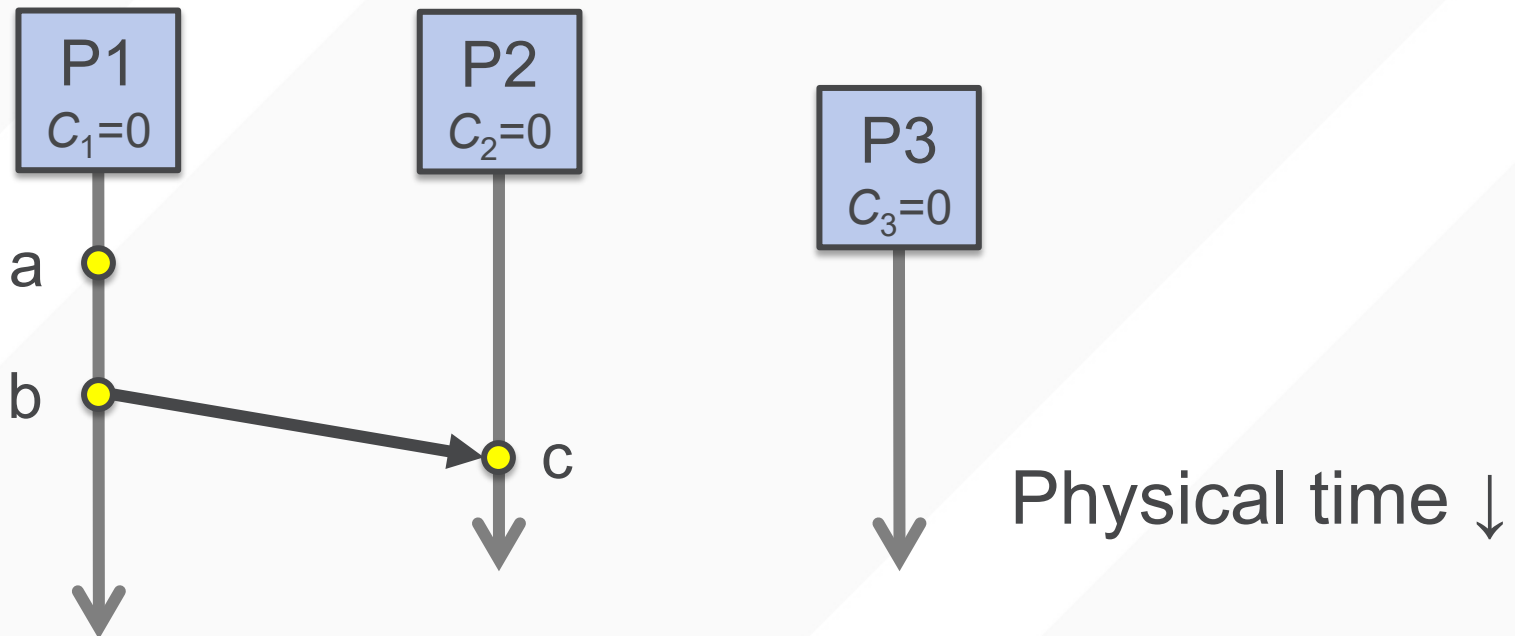 P1
C₁=0
P2
C₂=0
P3
C₃=0
a
b
c
Physical time ↓